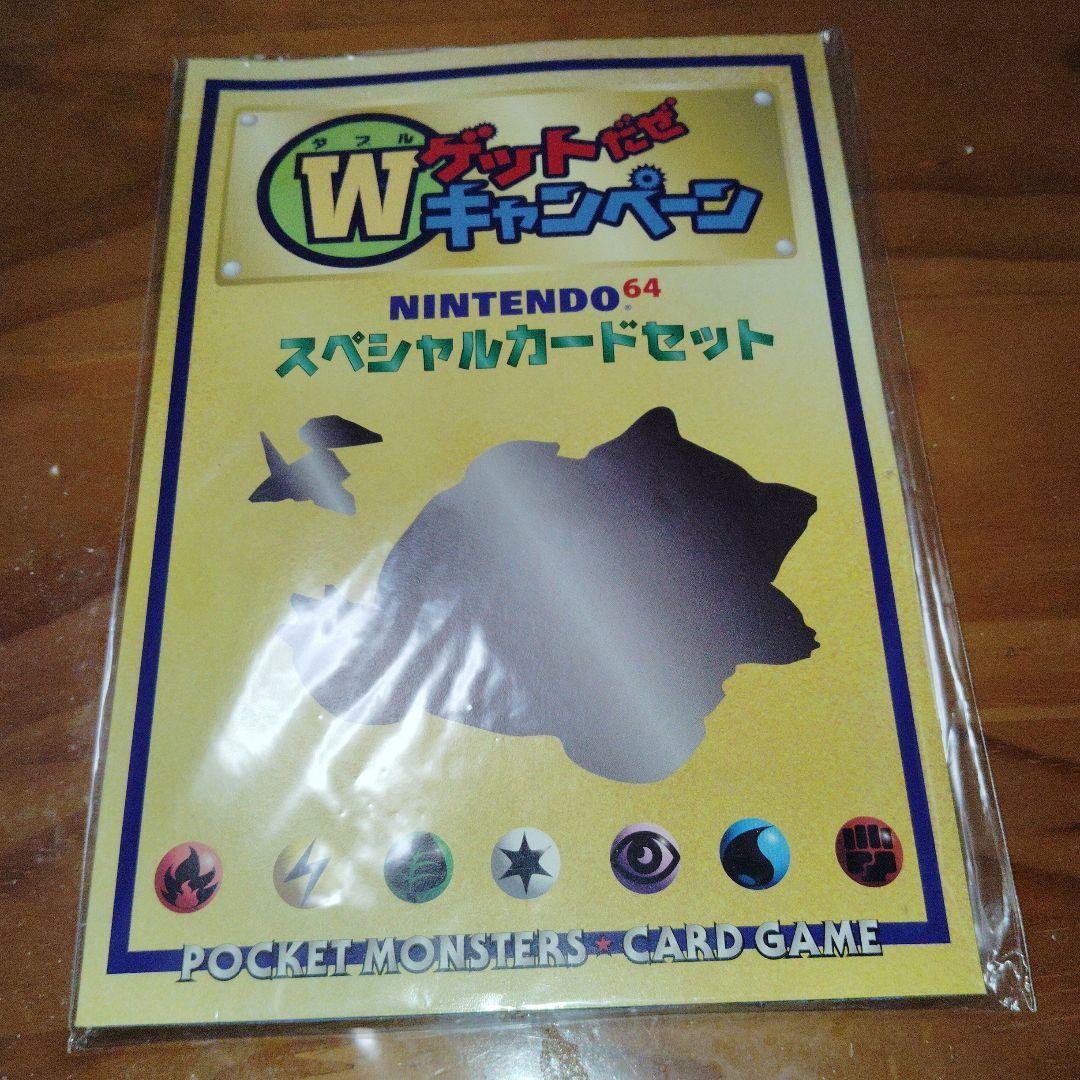 ダブル
W ゲットだぜ
キャンペーン
NINTENDO64
スペシャルカードセット
POCKET MONSTERS★CARD GAME